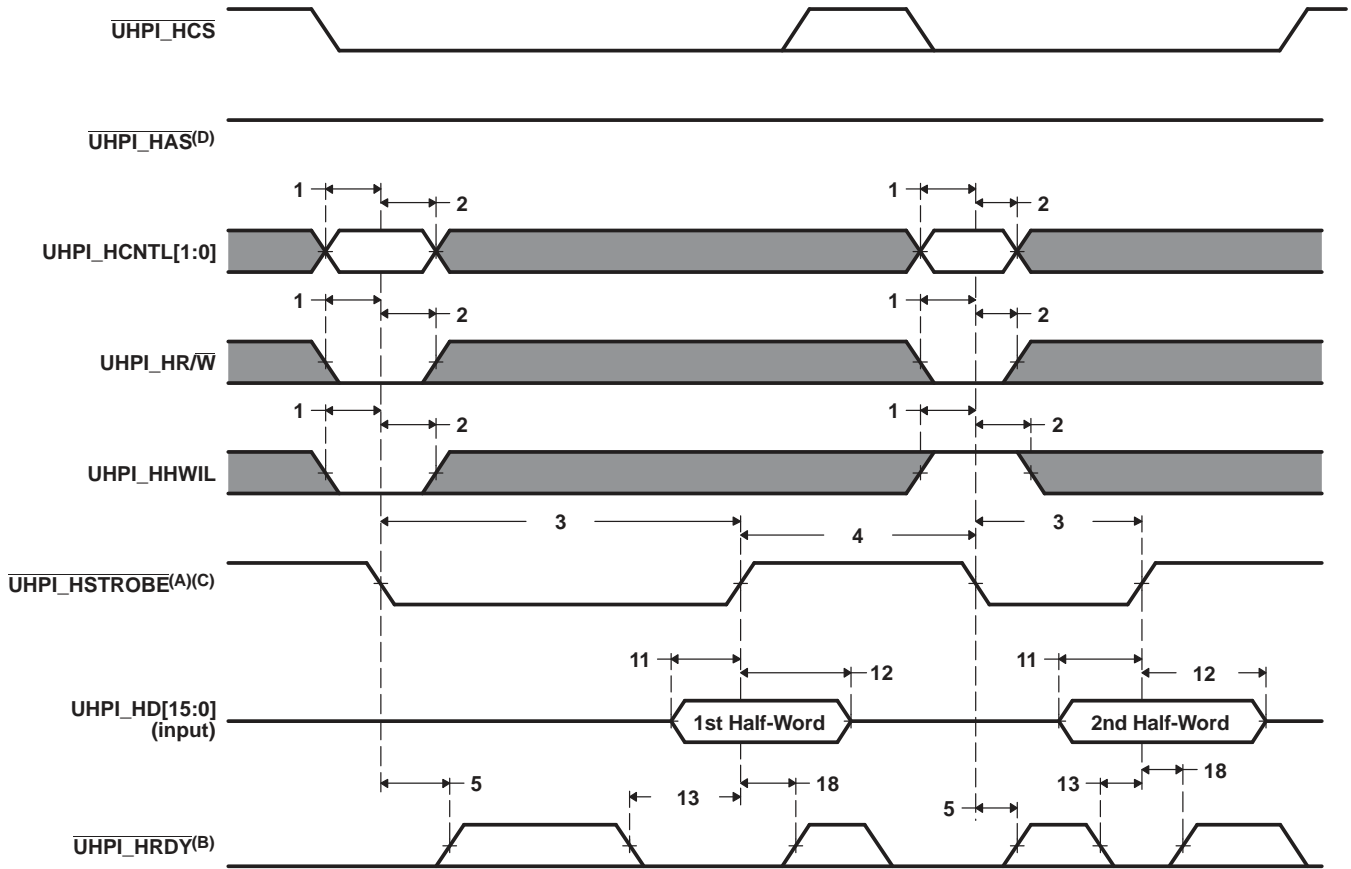 UHPI_HCS
UHPI_HAS(D)
1
2
1
2
UHPI_HCNTL[1:0]
1
2
1
2
UHPI_HR/W
1
2
1
2
UHPI_HHWIL
3
4
3
UHPI_HSTROBE(A)(C)
11
12
11
12
UHPI_HD[15:0]
(input)
1st Half-Word
2nd Half-Word
5
13
18
5
13
18
UHPI_HRDY(B)